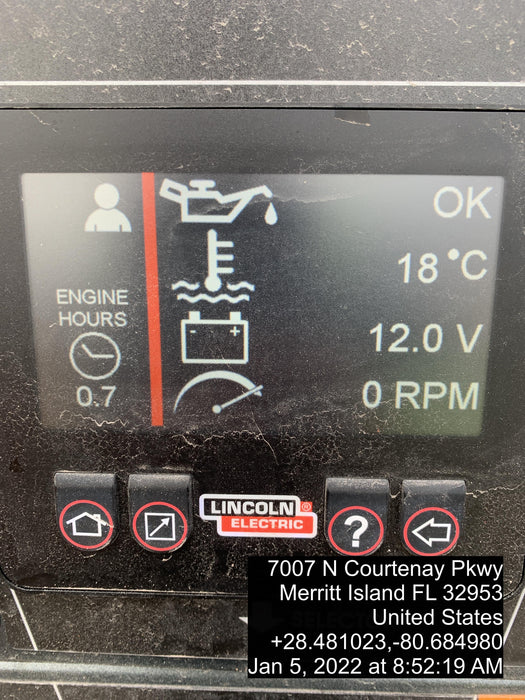 OK
18 °C
ENGINE
HOURS
12.0 V
0.7
0 RPM
LINCOLN®
ELECTRIC
?
7007 N Courtenay Pkwy
Merritt Island FL 32953
United States
+28.481023,-80.684980
Jan 5, 2022 at 8:52:19 AM